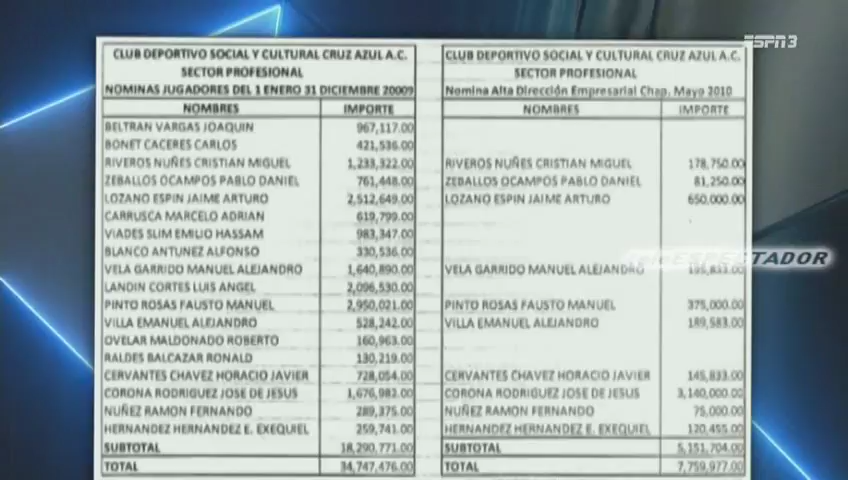 ESPN3
CLUB DEPORTIVO SOCIAL Y CULTURAL CRUZ AZUL A.C.
SECTOR PROFESIONAL
NOMINAS JUGADORES DEL 1 ENERO 31 DICIEMBRE 20009
NOMBRES IMPORTE
BELTRAN VARGAS JOAQUIN 967,117.00
BONET CACERES CARLOS 421,536.00
RIVEROS NUÑES CRISTIAN MIGUEL 1,233,322.00
ZEBALLOS OCAMPOS PABLO DANIEL 761,448.00
LOZANO ESPIN JAIME ARTURO 2,512,649.00
CARRUSCA MARCELO ADRIAN 619,799.00
VIADES SLIM EMILIO HASSAM 983,347.00
BLANCO ANTUNEZ ALFONSO 330,536.00
VELA GARRIDO MANUEL ALEJANDRO 1,640,890.00
LANDIN CORTES LUIS ANGEL 2,096,530.00
PINTO ROSAS FAUSTO MANUEL 2,950,021.00
VILLA EMANUEL ALEJANDRO 528,242.00
OVELAR MALDONADO ROBERTO 160,963.00
RALDES BALCAZAR RONALD 130,219.00
CERVANTES CHAVEZ HORACIO JAVIER 728,054.00
CORONA RODRIGUEZ JOSE DE JESUS 1,676,982.00
NUÑEZ RAMON FERNANDO 289,375.00
HERNANDEZ HERNANDEZ E. EXEQUIEL 259,741.00
SUBTOTAL 18,290,771.00
TOTAL 34,747,476.00
CLUB DEPORTIVO SOCIAL Y CULTURAL CRUZ AZUL A.C.
SECTOR PROFESIONAL
Nomina Alta Dirección Empresarial Chap. Mayo 2010
NOMBRES IMPORTE
RIVEROS NUÑES CRISTIAN MIGUEL 178,750.00
ZEBALLOS OCAMPOS PABLO DANIEL 81,250.00
LOZANO ESPIN JAIME ARTURO 650,000.00
VELA GARRIDO MANUEL ALEJANDRO
PINTO ROSAS FAUSTO MANUEL 375,000.00
VILLA EMANUEL ALEJANDRO 189,583.00
CERVANTES CHAVEZ HORACIO JAVIER 145,833.00
CORONA RODRIGUEZ JOSE DE JESUS 3,140,000.00
NUÑEZ RAMON FERNANDO 75,000.00
HERNANDEZ HERNANDEZ E. EXEQUIEL 120,455.00
SUBTOTAL 5,151,704.00
TOTAL 7,759,977.00